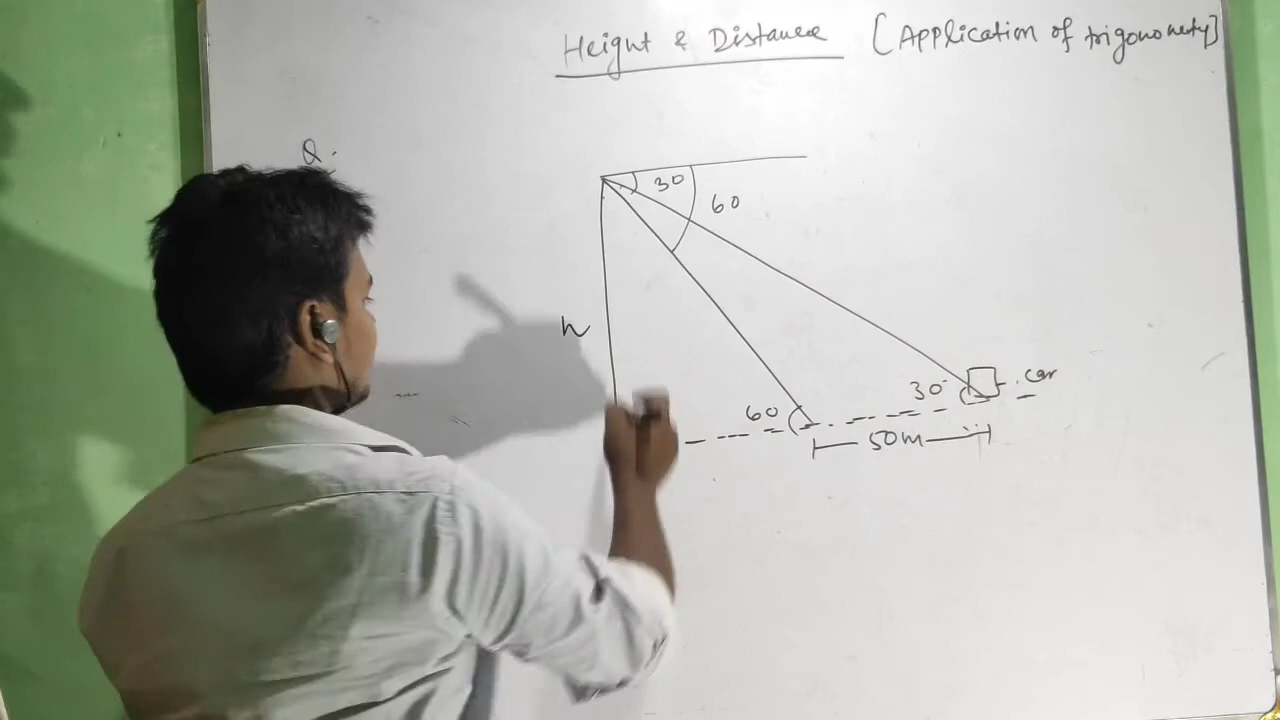 Height & Distance [Application of trigonometry]
Q.
30
60
h
30° car
60
50m